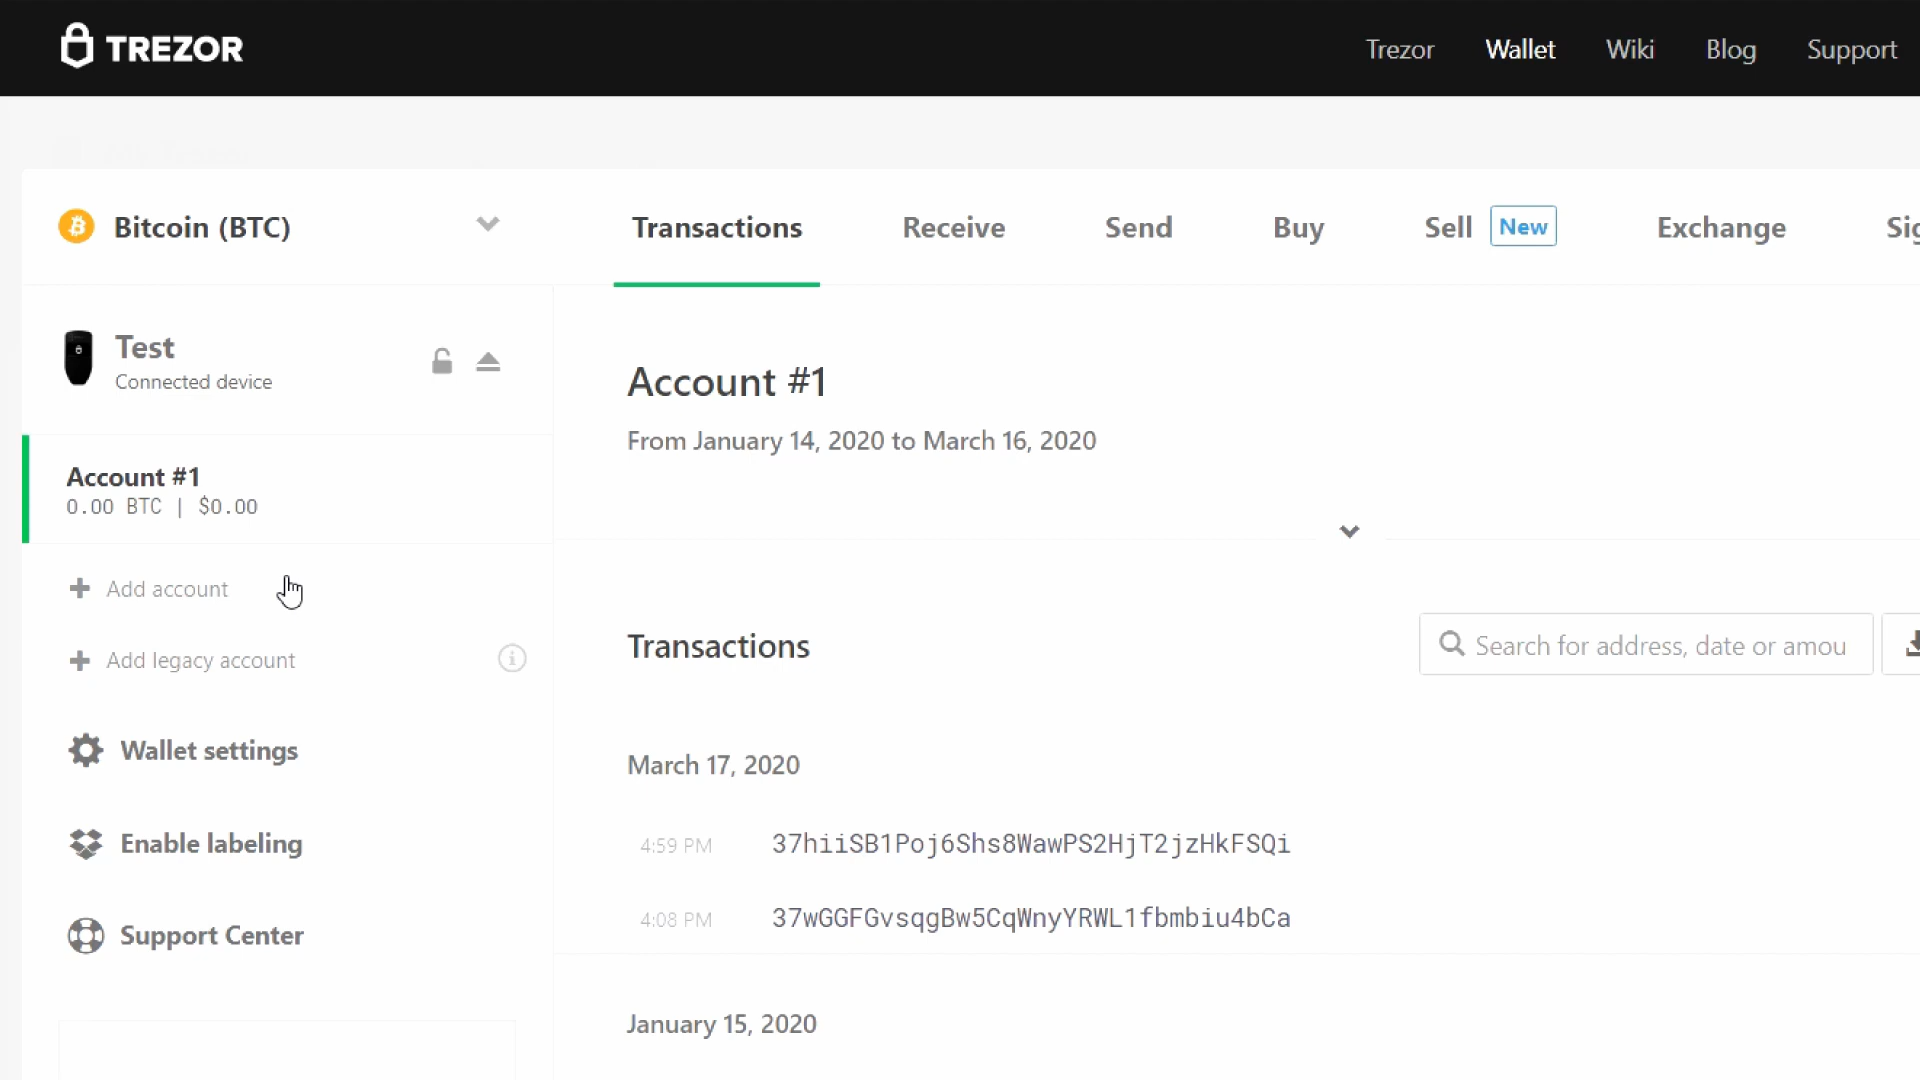 TREZOR
Trezor Wallet Wiki Blog Support
Bitcoin (BTC)
Transactions Receive Send Buy Sell New Exchange
Test
Connected device
Account #1
0.00 BTC | $0.00
Add account
Add legacy account
Wallet settings
Enable labeling
Support Center
Account #1
From January 14, 2020 to March 16, 2020
Transactions
Search for address, date or amou
March 17, 2020
4:59 PM 37hiiSB1Poj6Shs8WawPS2HjT2jzHkFSQi
4:08 PM 37wGGFGvsqgBw5CqWnyYRWL1fbmbiu4bCa
January 15, 2020